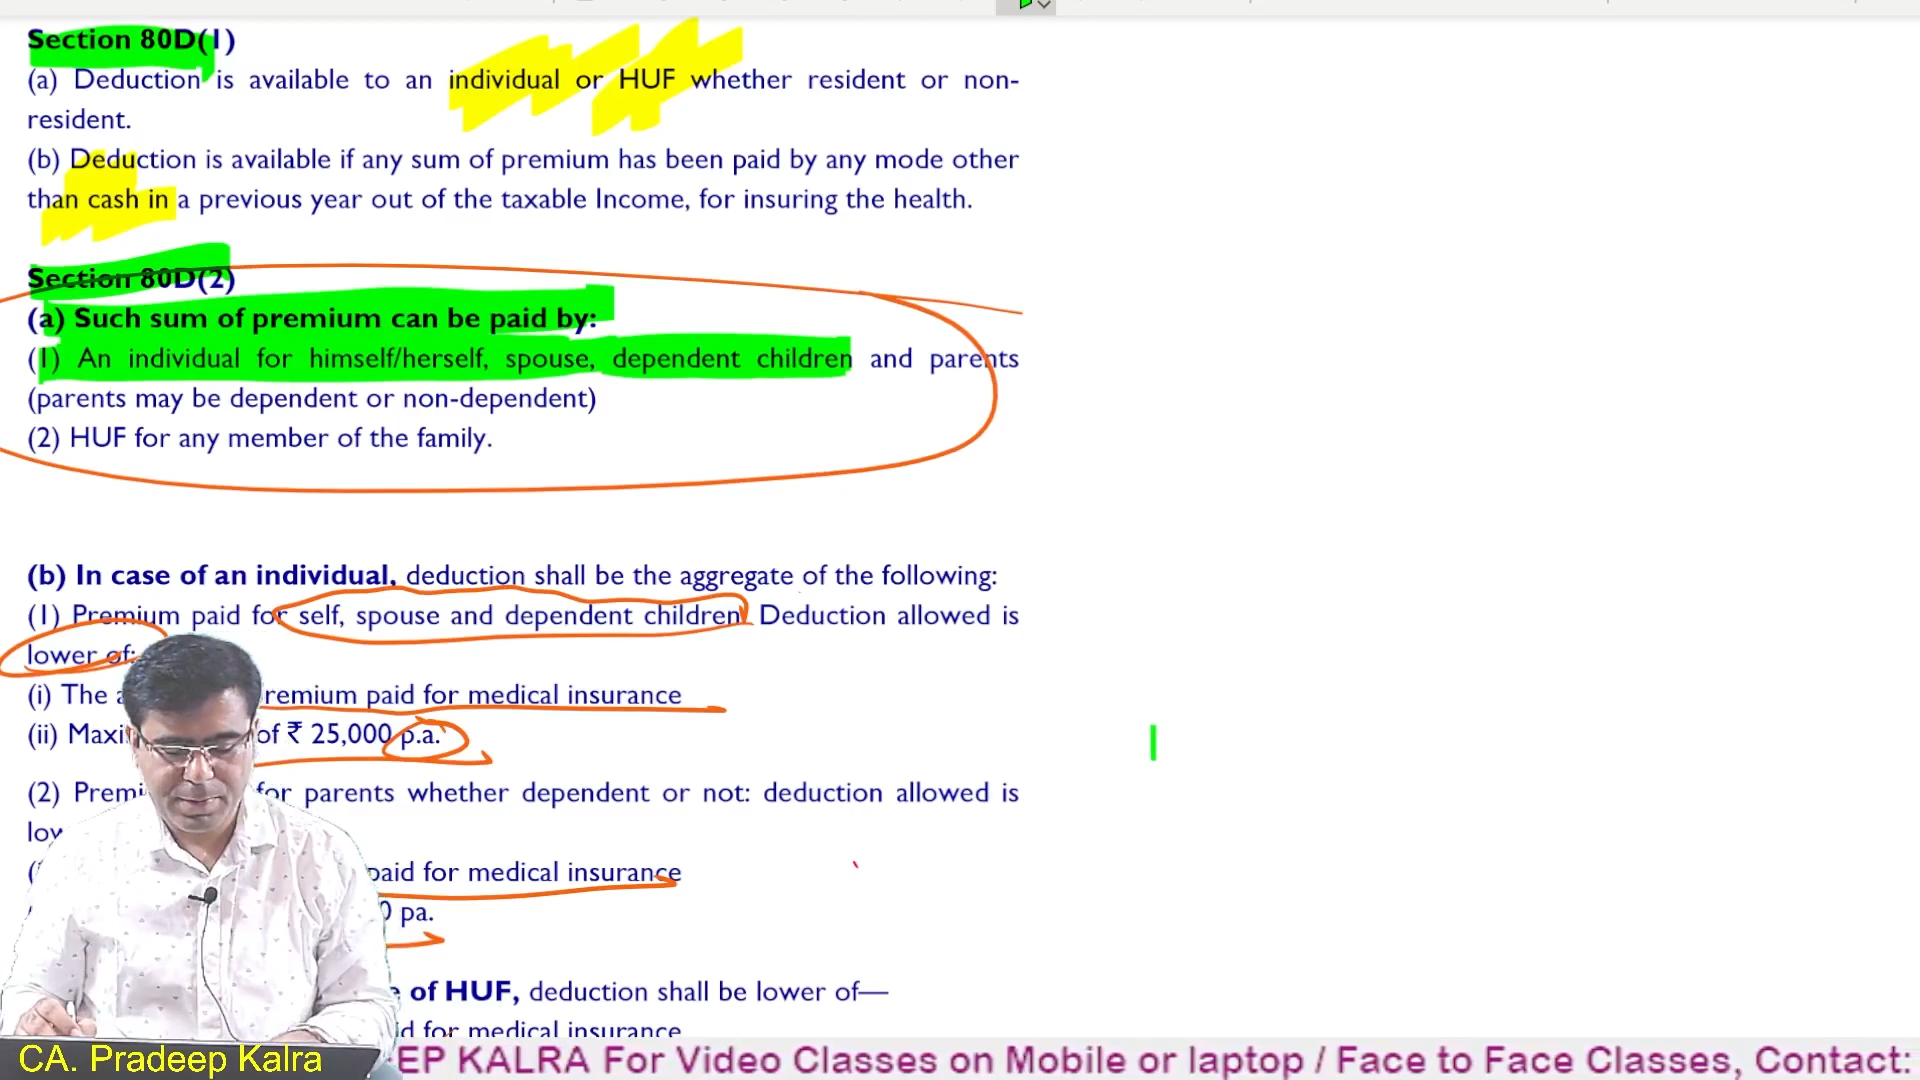 Section 80D(1)
(a) Deduction is available to an individual or HUF whether resident or non-
resident.
(b) Deduction is available if any sum of premium has been paid by any mode other
than cash in a previous year out of the taxable Income, for insuring the health.
Section 80D(2)
(a) Such sum of premium can be paid by:
(1) An individual for himself/herself, spouse, dependent children and parents
(parents may be dependent or non-dependent)
(2) HUF for any member of the family.
(b) In case of an individual, deduction shall be the aggregate of the following:
(1) Premium paid for self, spouse and dependent children Deduction allowed is
lower of:
(i) The remium paid for medical insurance
(ii) Maxi of ₹ 25,000 p.a.
(2) Premi for parents whether dependent or not: deduction allowed is
low
paid for medical insurance
0 pa.
of HUF, deduction shall be lower of—
id for medical insurance
CA. Pradeep Kalra
EP KALRA For Video Classes on Mobile or laptop / Face to Face Classes, Contact: